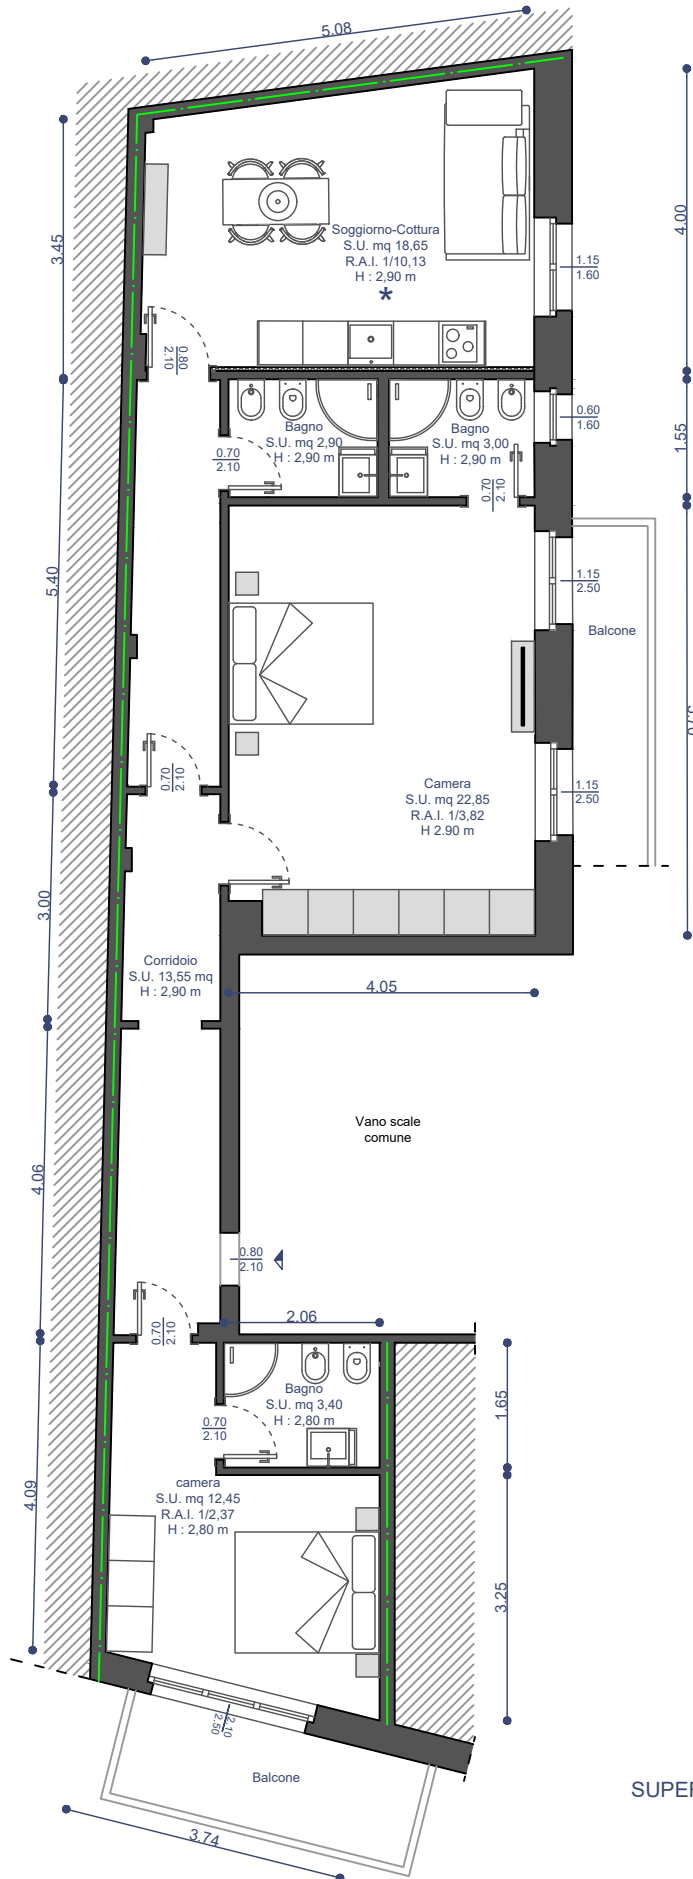 5.08
3.45
4.00
Soggiorno-Cottura
S.U. mq 18,65
R.A.I. 1/10,13
H : 2,90 m
*
1.15
1.60
0.80
2.10
0.60
1.60
1.55
Bagno
S.U. mq 2,90
H : 2,90 m
Bagno
S.U. mq 3,00
H : 2,90 m
0.70
2.10
0.70
2.10
5.40
1.15
2.50
Balcone
0.70
2.10
Camera
S.U. mq 22,85
R.A.I. 1/3,82
H 2.90 m
1.15
2.50
3.00
Corridoio
S.U. 13,55 mq
H : 2,90 m
4.05
Vano scale
comune
4.06
0.80
2.10
2.06
0.70
2.10
1.65
Bagno
S.U. mq 3,40
H : 2,80 m
0.70
2.10
4.09
camera
S.U. mq 12,45
R.A.I. 1/2,37
H : 2,80 m
3.25
2.10
2.50
Balcone
3.74